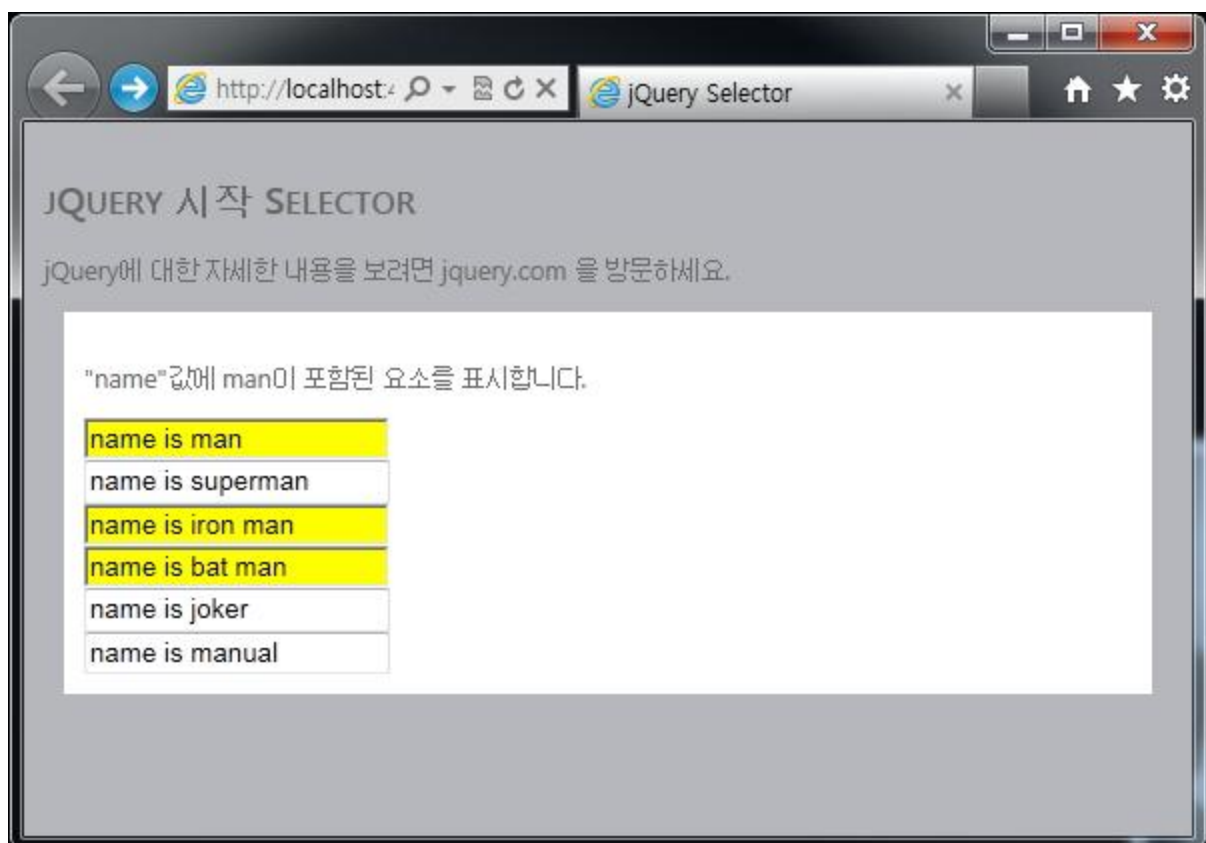 http://localhost:4
jQuery Selector
JQUERY 시작 SELECTOR
jQuery에 대한 자세한 내용을 보려면 jquery.com 을 방문하세요.
"name"값에 man이 포함된 요소를 표시합니다.
name is man
name is superman
name is iron man
name is bat man
name is joker
name is manual